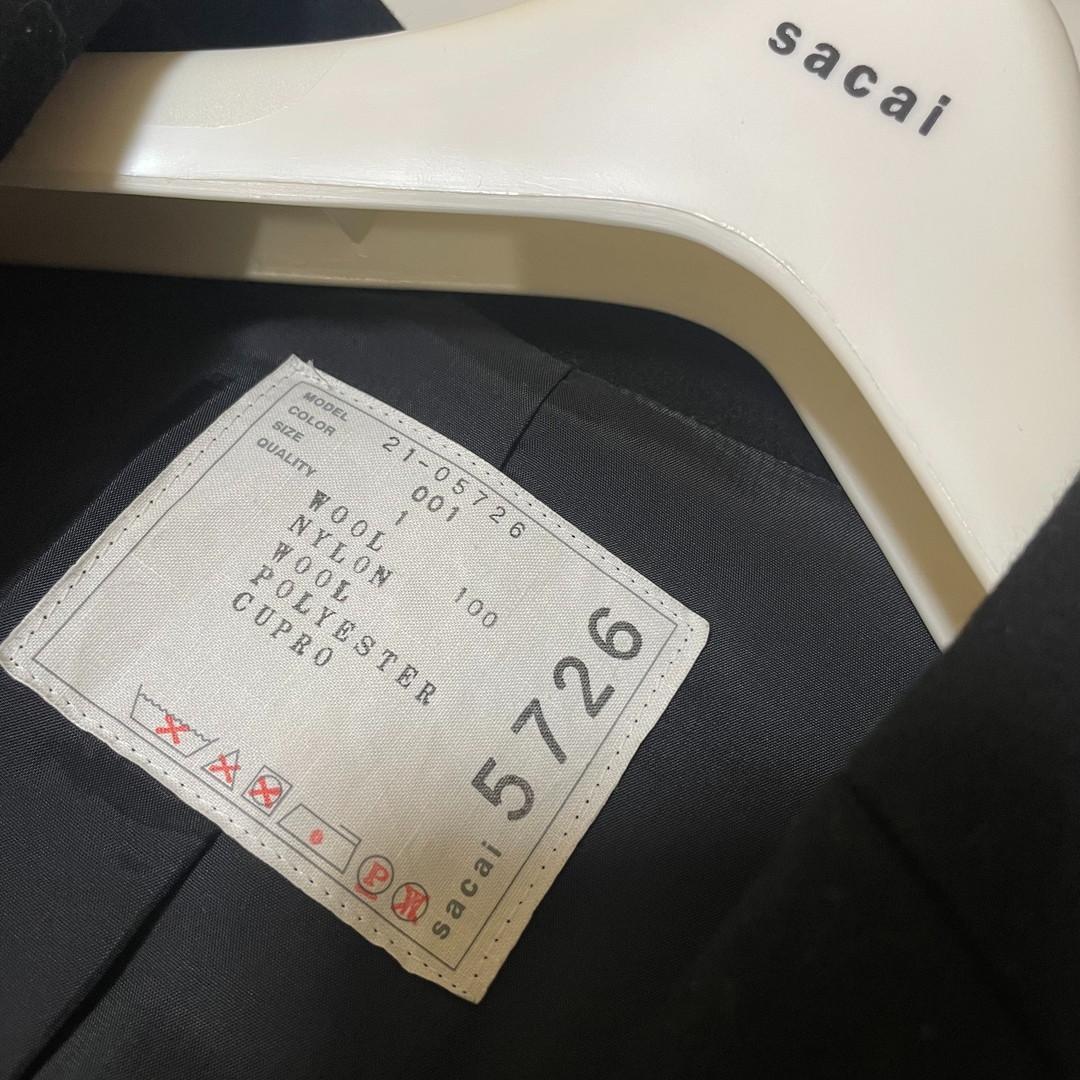 sacai
MODEL 21-05726
COLOR 001
SIZE 1
QUALITY
WOOL
NYLON 100
WOOL
POLYESTER
CUPRO
5726
sacai
P
W